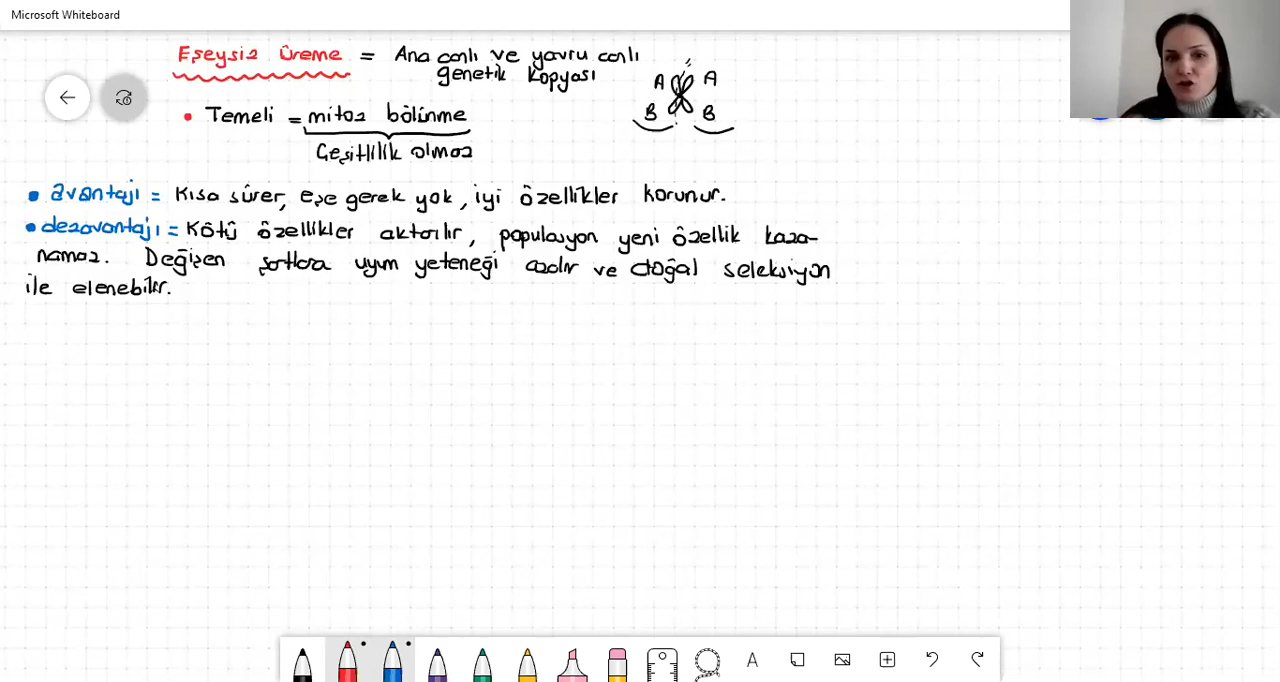 Microsoft Whiteboard
Eşeysiz Üreme = Ana canlı ve yavru canlı
genetik kopyası
A A
B B
• Temeli = mitoz bölünme
Çeşitlilik olmaz
• avantajı = Kısa sürer, eşe gerek yok, iyi özellikler korunur.
• dezavantajı = Kötü özellikler aktarılır, populasyon yeni özellik kaza-
namaz. Değişen şartlara uyum yeteneği azalır ve doğal seleksiyon
ile elenebilir.
A